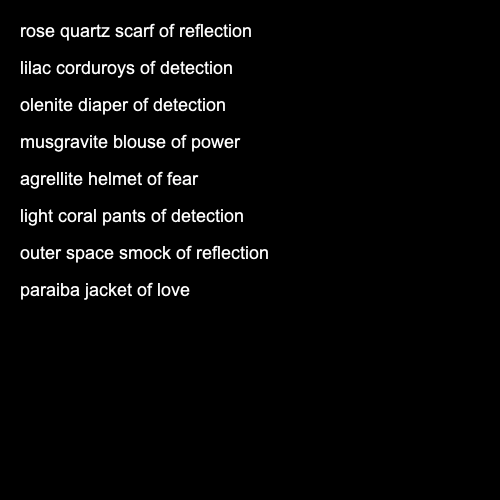 rose quartz scarf of reflection
lilac corduroys of detection
olenite diaper of detection
musgravite blouse of power
agrellite helmet of fear
light coral pants of detection
outer space smock of reflection
paraiba jacket of love